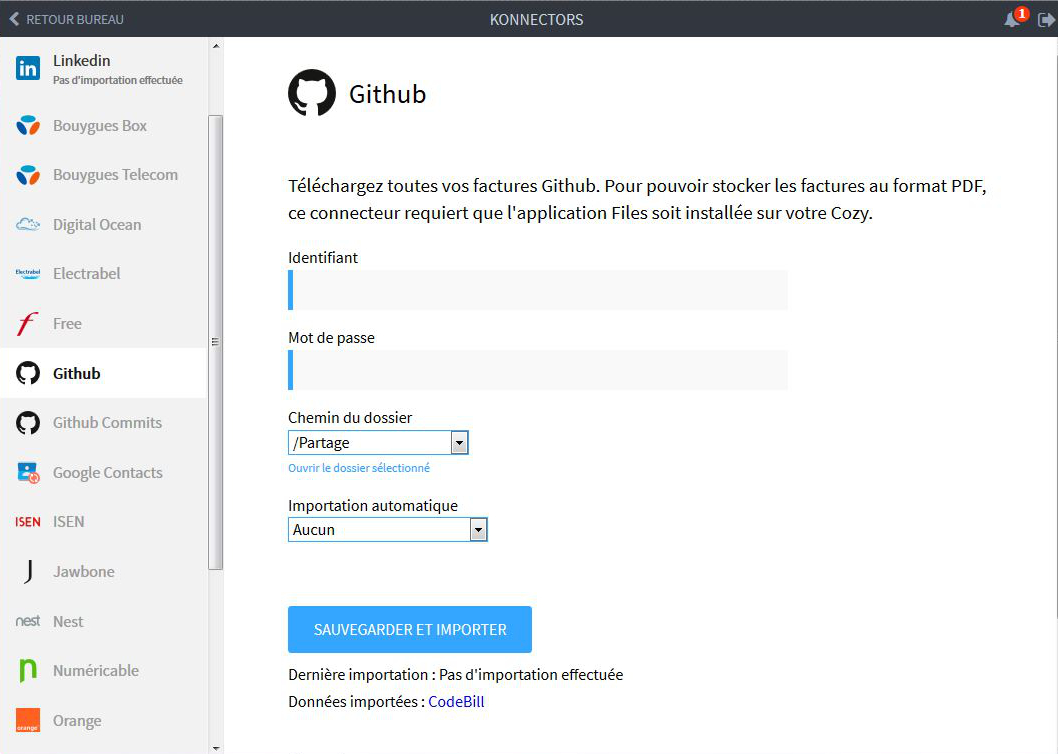 RETOUR BUREAU
KONNECTORS
1
Linkedin
Pas d'importation effectuée
Bouygues Box
Bouygues Telecom
Digital Ocean
Electrabel
Electrabel
Free
Github
Github Commits
Google Contacts
ISEN
ISEN
Jawbone
nest
Nest
Numéricable
orange
Orange
Github
Téléchargez toutes vos factures Github. Pour pouvoir stocker les factures au format PDF,
ce connecteur requiert que l'application Files soit installée sur votre Cozy.
Identifiant
Mot de passe
Chemin du dossier
/Partage
Ouvrir le dossier sélectionné
Importation automatique
Aucun
SAUVEGARDER ET IMPORTER
Dernière importation : Pas d'importation effectuée
Données importées : CodeBill